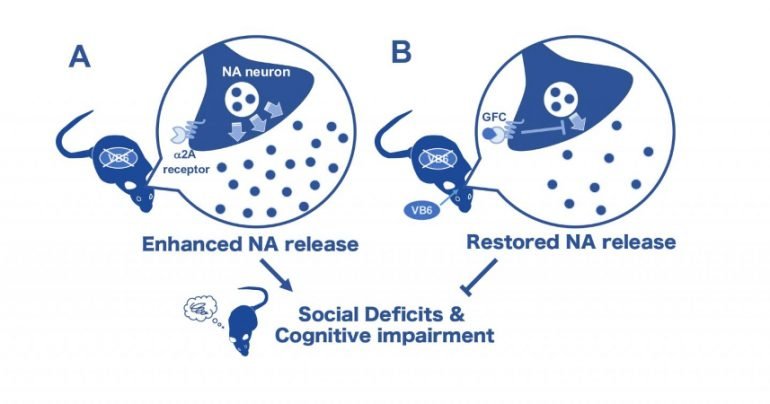 A
NA neuron
VB6
α2A
receptor
Enhanced NA release
B
GFC
VB6
VB6
Restored NA release
Social Deficits &
Cognitive impairment